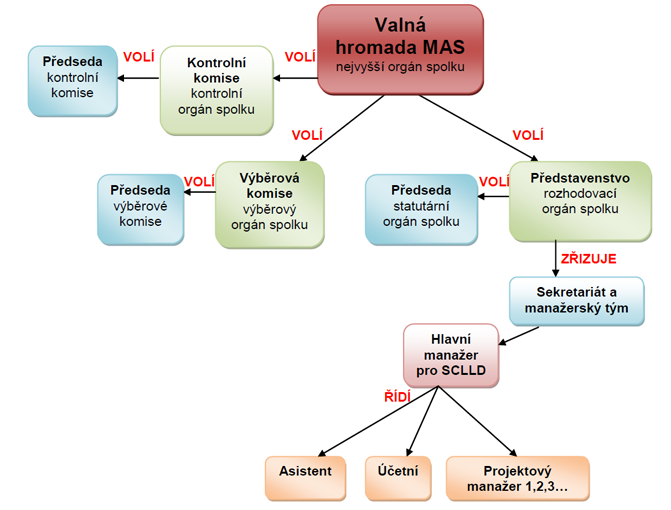 Valná
hromada MAS
nejvyšší orgán spolku
VOLÍ
VOLÍ
Předseda
kontrolní
komise
Kontrolní
komise
kontrolní
orgán spolku
VOLÍ
VOLÍ
Předseda
výběrové
komise
VOLÍ
Výběrová
komise
výběrový
orgán spolku
Předseda
statutární
orgán spolku
VOLÍ
Představenstvo
rozhodovací
orgán spolku
ZŘIZUJE
Sekretariát a
manažerský tým
Hlavní
manažer
pro SCLLD
ŘÍDÍ
Asistent
Účetní
Projektový
manažer 1,2,3...